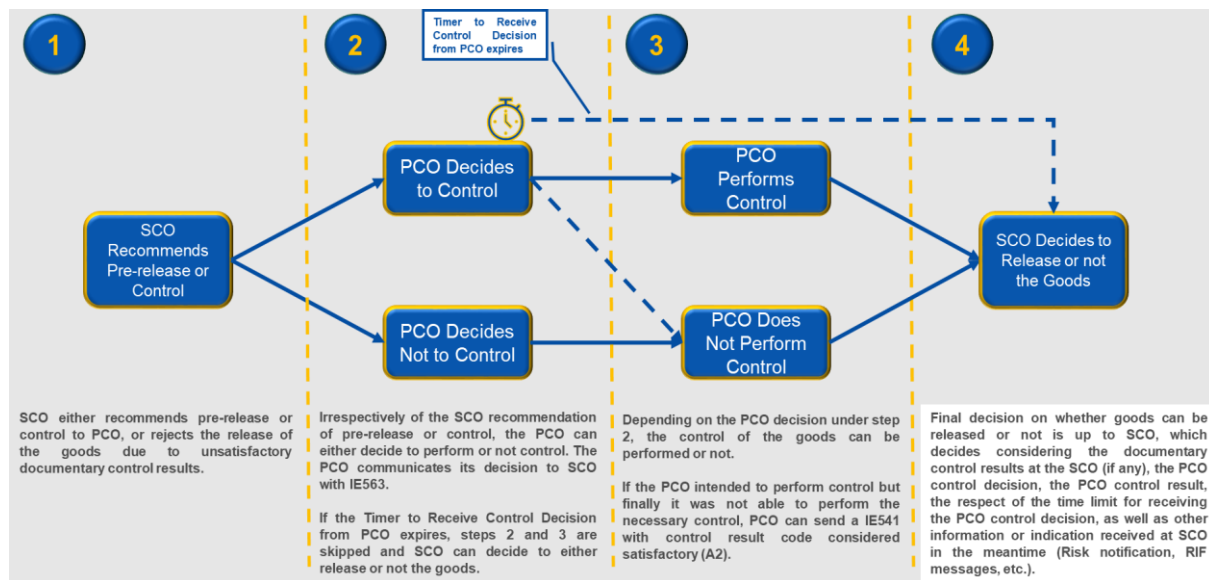 1
2
Timer to Receive
Control Decision
from PCO expires
3
4
PCO Decides
to Control
PCO
Performs
Control
SCO
Recommends
Pre-release or
Control
SCO Decides to
Release or not
the Goods
PCO Decides
Not to Control
PCO Does
Not Perform
Control
SCO either recommends pre-release or
control to PCO, or rejects the release of
the goods due to unsatisfactory
documentary control results.
Irrespectively of the SCO recommendation
of pre-release or control, the PCO can
either decide to perform or not control. The
PCO communicates its decision to SCO
with IE563.
If the Timer to Receive Control Decision
from PCO expires, steps 2 and 3 are
skipped and SCO can decide to either
release or not the goods.
Depending on the PCO decision under step
2, the control of the goods can be
performed or not.
If the PCO intended to perform control but
finally it was not able to perform the
necessary control, PCO can send a IE541
with control result code considered
satisfactory (A2).
Final decision on whether goods can be
released or not is up to SCO, which
decides considering the documentary
control results at the SCO (if any), the PCO
control decision, the PCO control result,
the respect of the time limit for receiving
the PCO control decision, as well as other
information or indication received at SCO
in the meantime (Risk notification, RIF
messages, etc.).